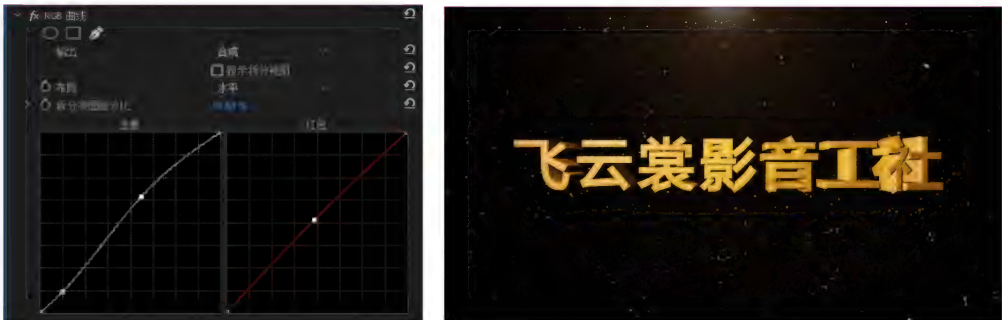 fx RGB 曲线
输出 合成
显示拆分视图
布局 水平
拆分视图百分比
主要 红色
飞云裳影音工社